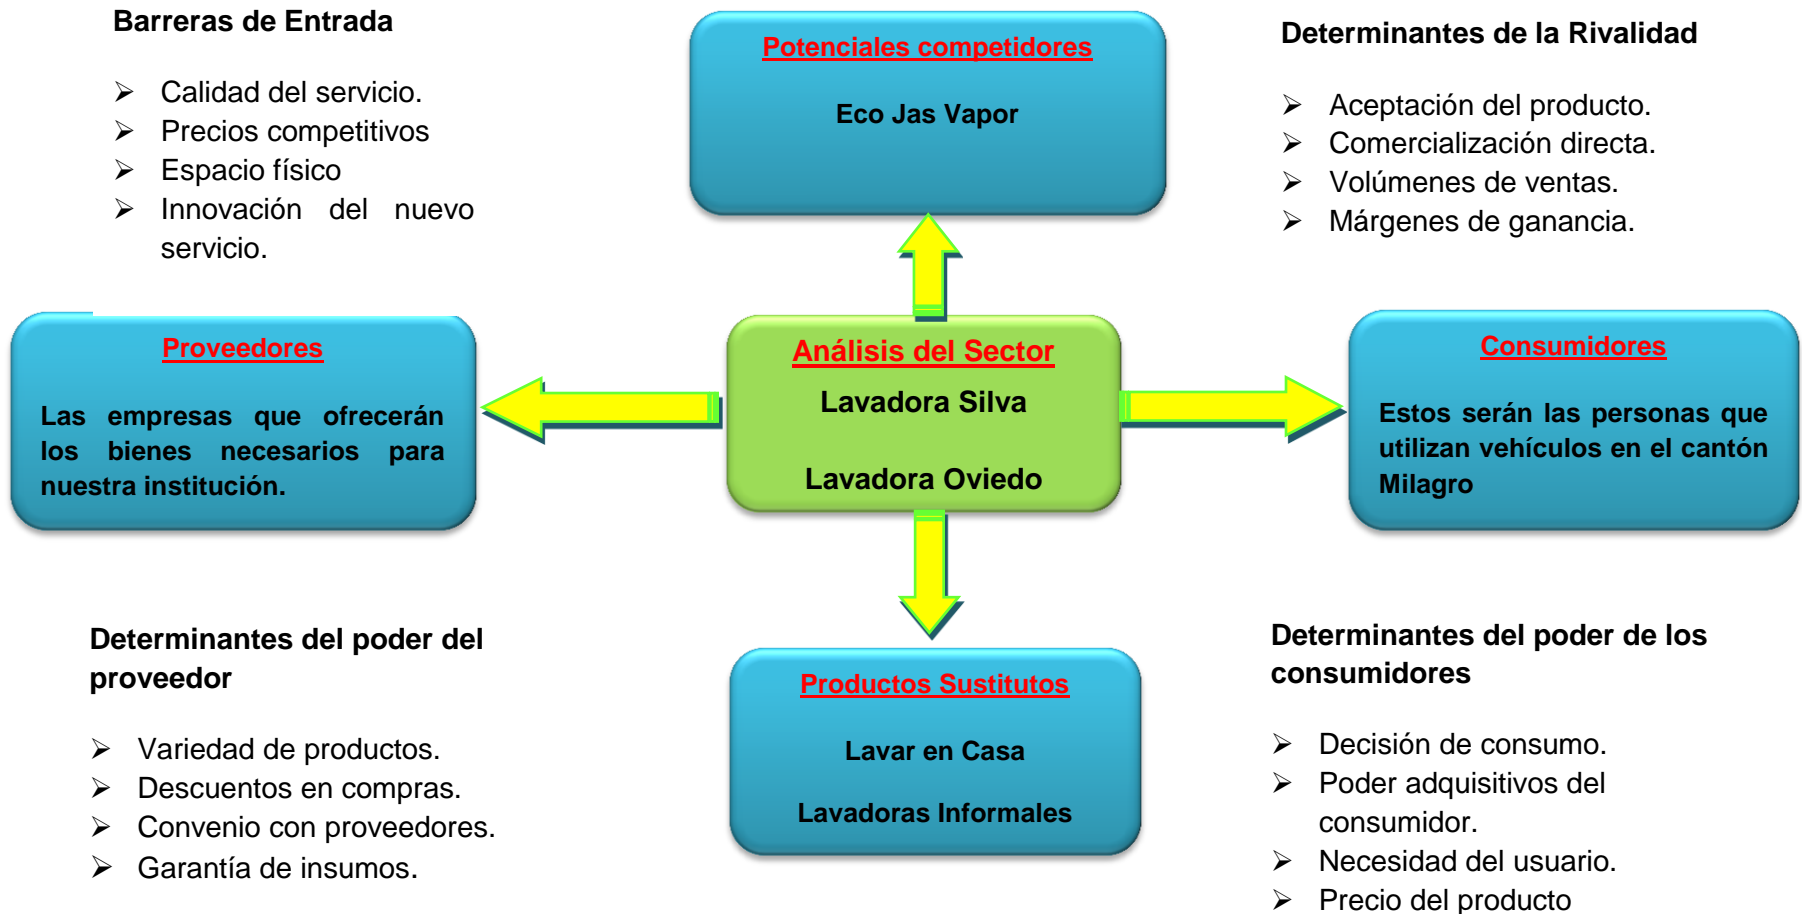 Barreras de Entrada
➢ Calidad del servicio.
➢ Precios competitivos
➢ Espacio físico
➢ Innovación del nuevo
servicio.
Potenciales competidores
Eco Jas Vapor
Determinantes de la Rivalidad
➢ Aceptación del producto.
➢ Comercialización directa.
➢ Volúmenes de ventas.
➢ Márgenes de ganancia.
Proveedores
Las empresas que ofrecerán
los bienes necesarios para
nuestra institución.
Análisis del Sector
Lavadora Silva
Lavadora Oviedo
Consumidores
Estos serán las personas que
utilizan vehículos en el cantón
Milagro
Determinantes del poder del
proveedor
➢ Variedad de productos.
➢ Descuentos en compras.
➢ Convenio con proveedores.
➢ Garantía de insumos.
Productos Sustitutos
Lavar en Casa
Lavadoras Informales
Determinantes del poder de los
consumidores
➢ Decisión de consumo.
➢ Poder adquisitivos del
consumidor.
➢ Necesidad del usuario.
➢ Precio del producto